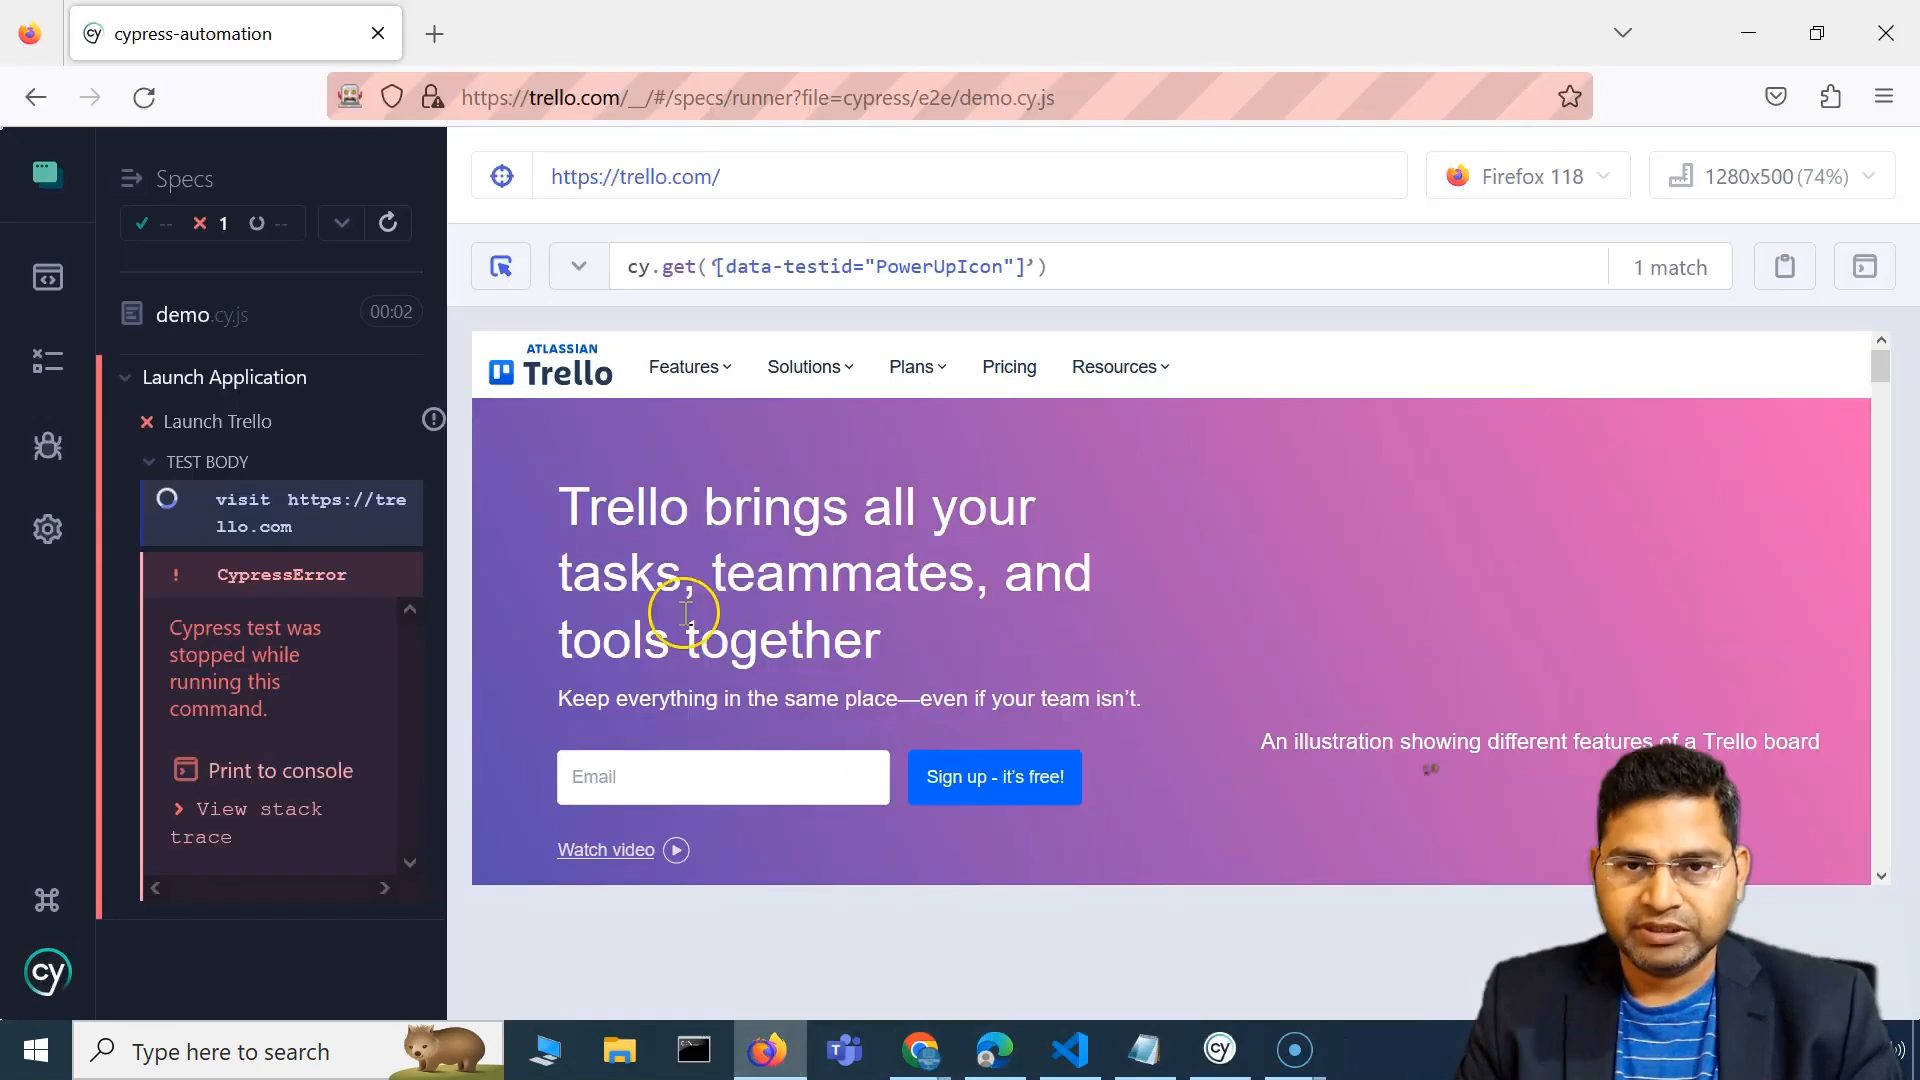 cypress-automation
https://trello.com/__/#/specs/runner?file=cypress/e2e/demo.cy.js
Specs
-- 1 --
demo.cy.js 00:02
Launch Application
Launch Trello
TEST BODY
visit https://tre
llo.com
! CypressError
Cypress test was
stopped while
running this
command.
Print to console
> View stack
trace
cy
https://trello.com/
Firefox 118
1280x500 (74%)
cy.get('[data-testid="PowerUpIcon"]')
1 match
ATLASSIAN
Trello
Features
Solutions
Plans
Pricing
Resources
Trello brings all your
tasks, teammates, and
tools together
Keep everything in the same place—even if your team isn't.
Email
Sign up - it's free!
Watch video
An illustration showing different features of a Trello board
Type here to search